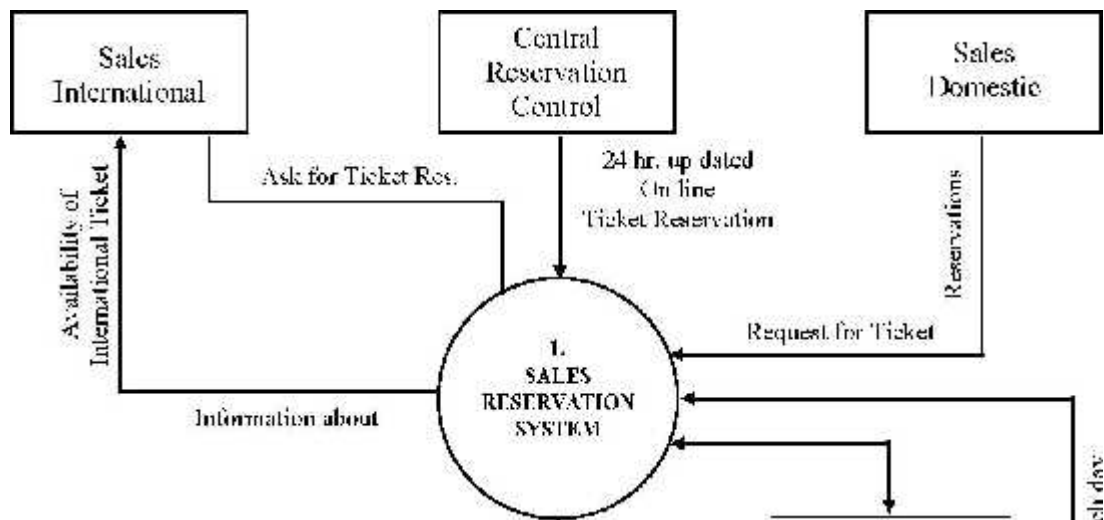 Sales
International
Central
Reservation
Control
Sales
Domestic
Ask for Ticket Res.
24 hr. up dated
On line
Ticket Reservation
Availability of
International Ticket
Reservations
Request for Ticket
1.
SALES
RESERVATION
SYSTEM
Information about
day